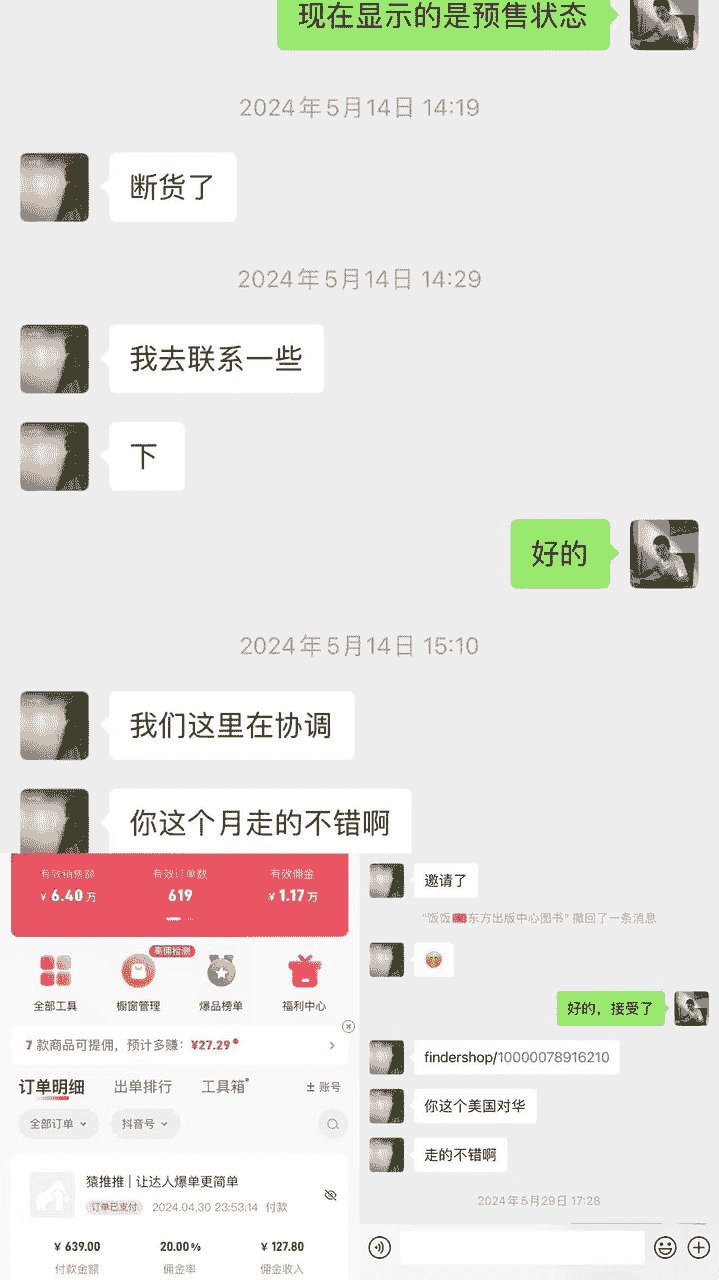 现在显示的是预售状态
2024年5月14日 14:19
断货了
2024年5月14日 14:29
我去联系一些
下
好的
2024年5月14日 15:10
我们这里在协调
你这个月走的不错啊
有效销售额
有效订单数
有效佣金
¥ 6.40 万
619
¥ 1.17 万
高佣检测
全部工具
橱窗管理
爆品榜单
福利中心
7 款商品可提佣，预计多赚：¥27.29
订单明细
出单排行
工具箱
± 账号
全部订单
抖音号
猿推推 | 让达人爆单更简单
订单已支付
2024.04.30 23:53:14 付款
¥ 639.00
20.00%
¥ 127.80
付款金额
佣金率
佣金收入
邀请了
"饭饭东方出版中心图书" 撤回了一条消息
好的，接受了
findershop/10000078916210
你这个美国对华
走的不错啊
2024年5月29日 17:28